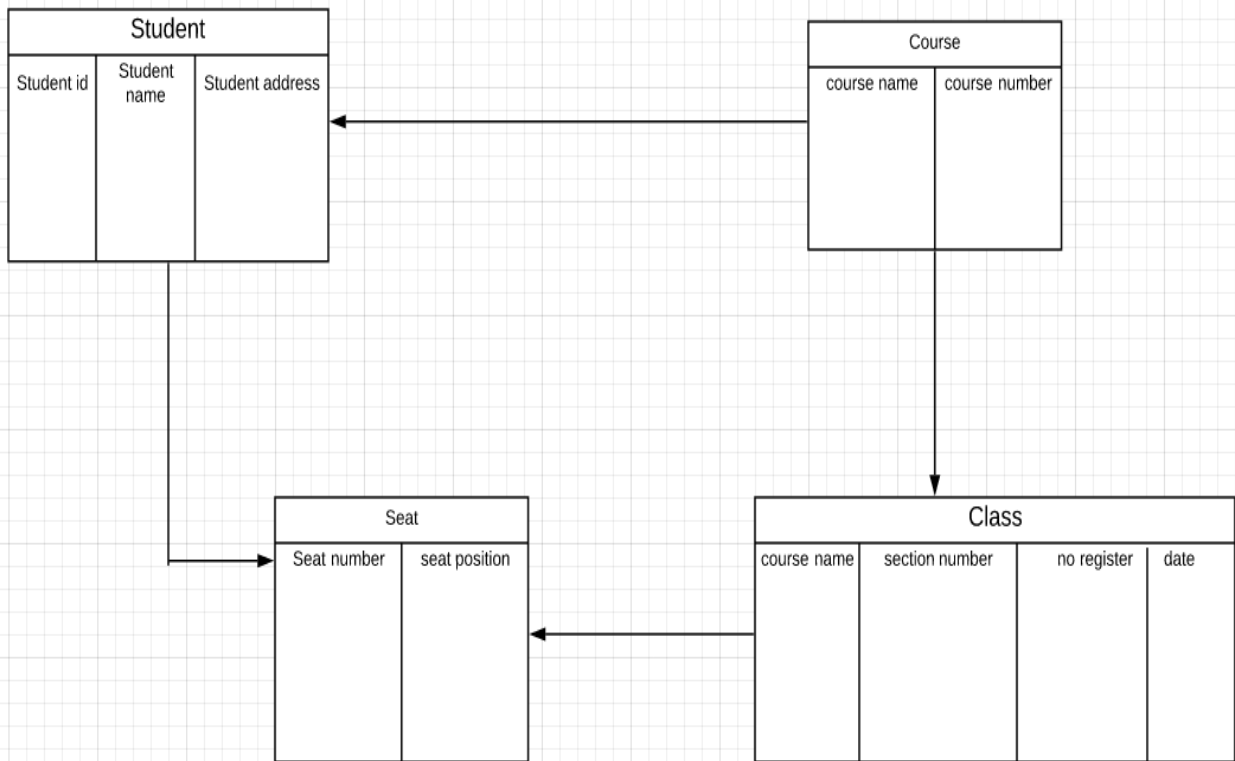 Student
Student id
Student
name
Student address
Course
course name
course number
Seat
Seat number
seat position
Class
course name
section number
no register
date